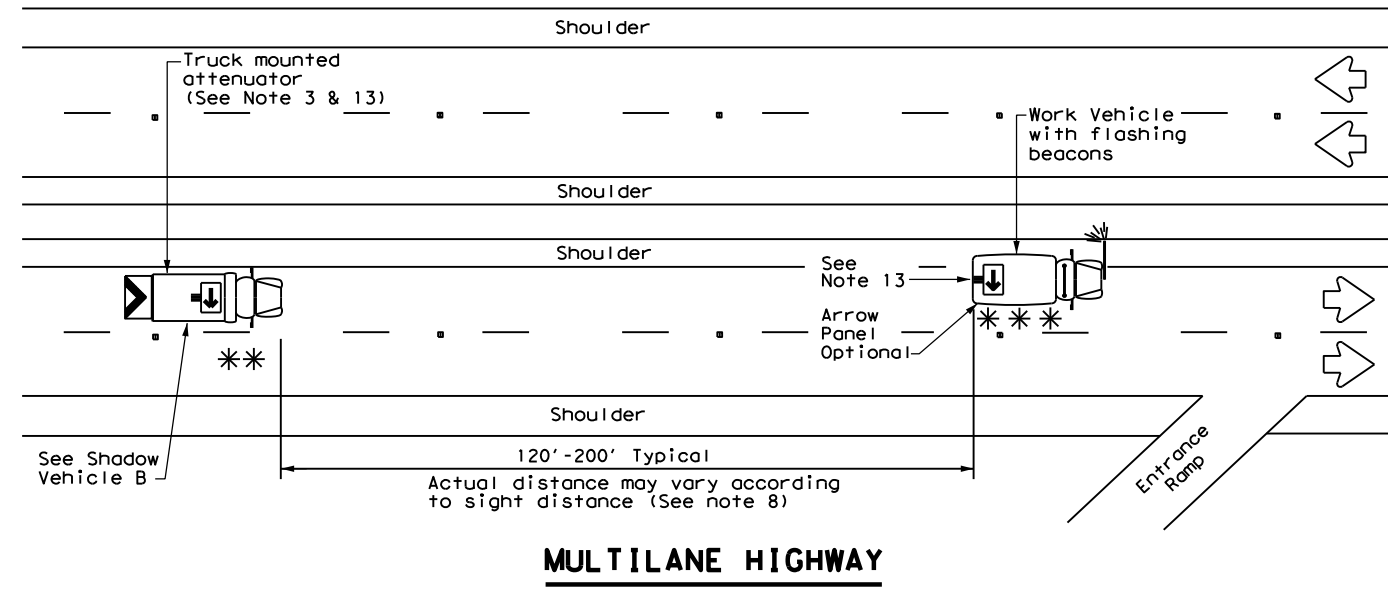 Shoulder
Truck mounted
attenuator
(See Note 3 & 13)
Work Vehicle
with flashing
beacons
Shoulder
Shoulder
See
Note 13
Arrow
Panel
Optional
**
***
Shoulder
See Shadow
Vehicle B
120'-200' Typical
Actual distance may vary according
to sight distance (See note 8)
Entrance
Ramp
MULTILANE HIGHWAY